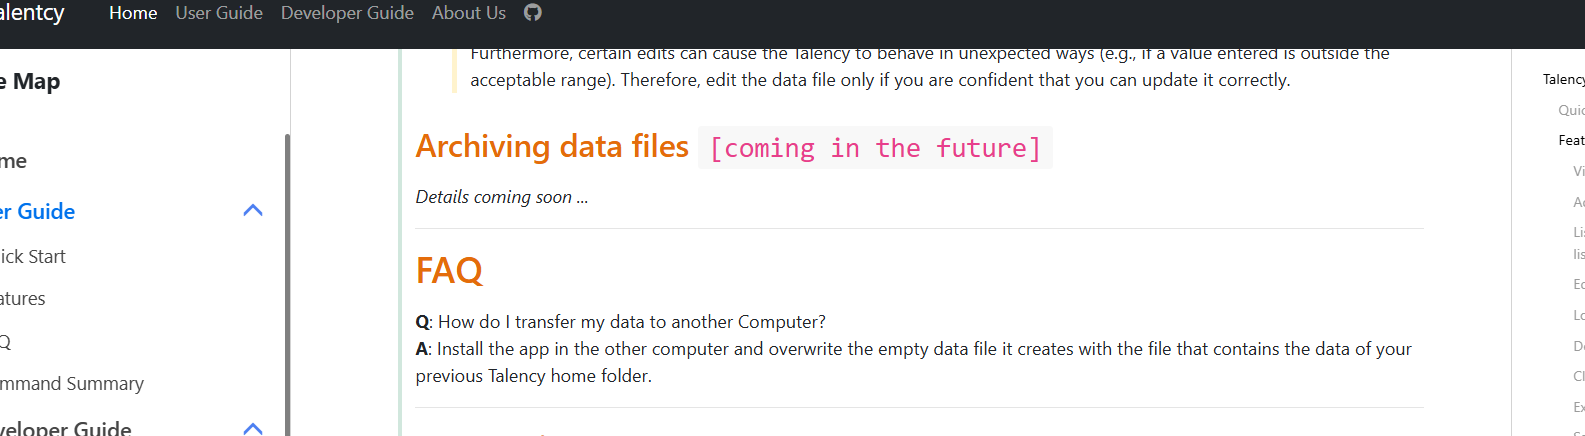 alentcy Home User Guide Developer Guide About Us
e Map
me
er Guide
ick Start
atures
Q
mmand Summary
veloper Guide
Furthermore, certain edits can cause the Talency to behave in unexpected ways (e.g., if a value entered is outside the
acceptable range). Therefore, edit the data file only if you are confident that you can update it correctly.
Archiving data files [coming in the future]
Details coming soon ...
FAQ
Q: How do I transfer my data to another Computer?
A: Install the app in the other computer and overwrite the empty data file it creates with the file that contains the data of your
previous Talency home folder.
Talency
Quic
Feat
Vi
Ac
Lis
lis
Ec
Lo
De
Cl
Ex